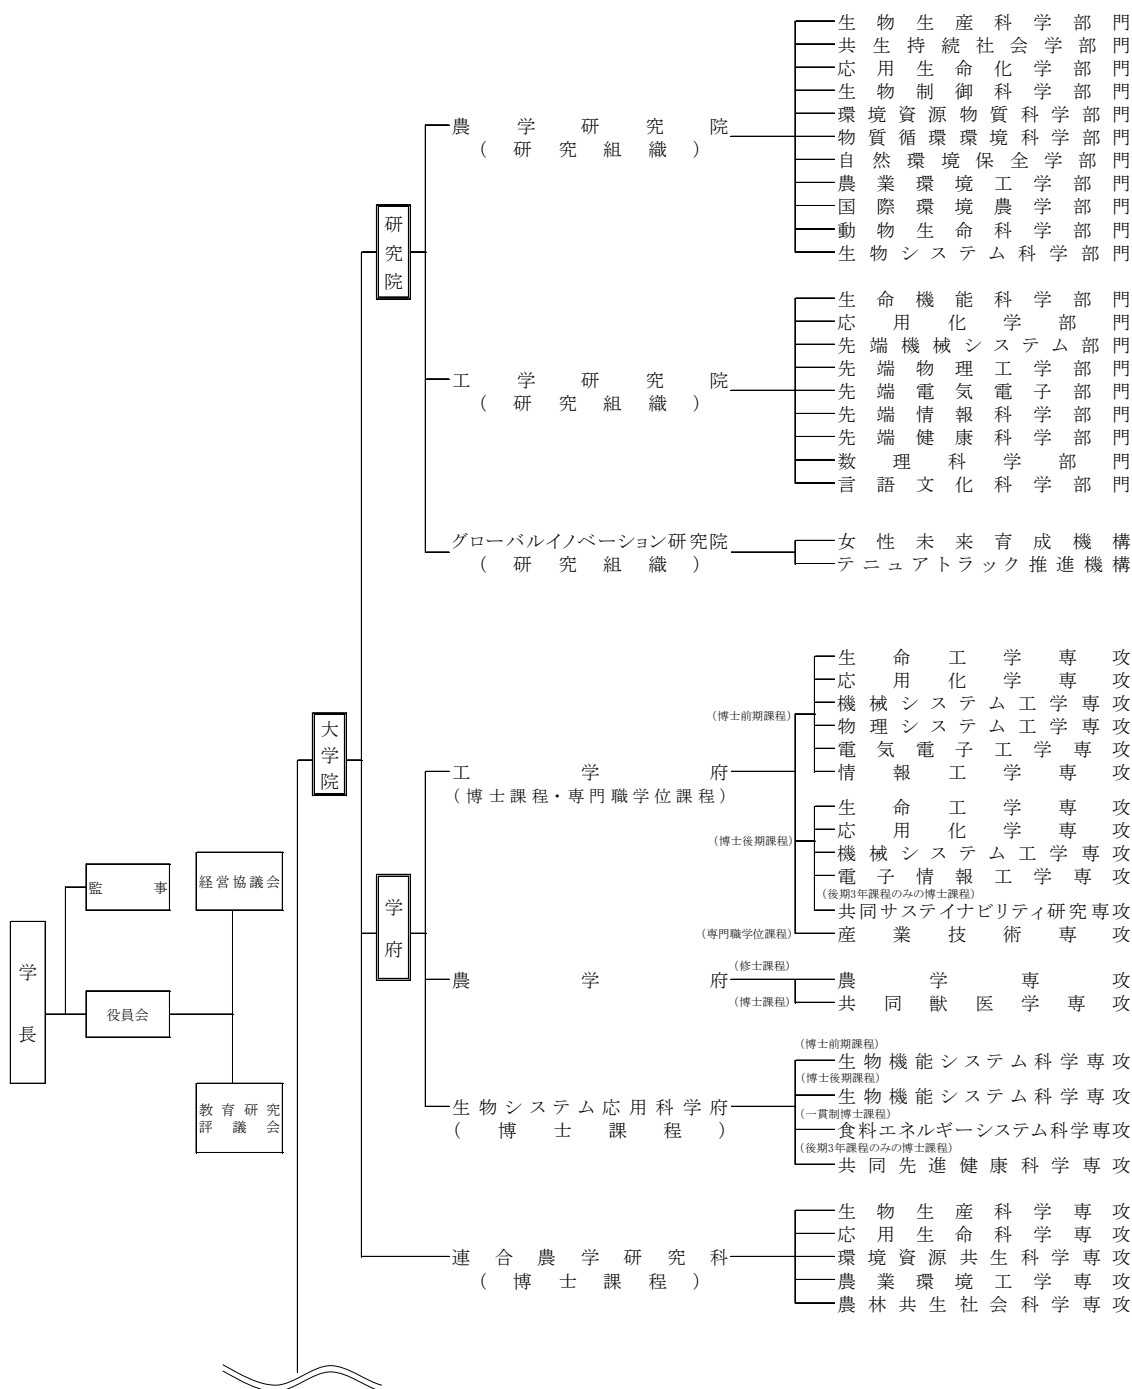 学長
監事
役員会
経営協議会
教育研究
評議会
大学院
研究院
農学研究院
(研究組織)
生物生産科学部門
共生持続社会学部門
応用生命化学部門
生物制御科学部門
環境資源物質科学部門
物質循環環境科学部門
自然環境保全学部門
農業環境工学部門
国際環境農学部門
動物生命科学部門
生物システム科学部門
工学研究院
(研究組織)
生命機能科学部門
応用化学部門
先端機械システム部門
先端物理工学部門
先端電気電子部門
先端情報科学部門
先端健康科学部門
数理科学部門
言語文化科学部門
グローバルイノベーション研究院
(研究組織)
女性未来育成機構
テニュアトラック推進機構
学府
工学府
(博士課程・専門職学位課程)
(博士前期課程)
生命工学専攻
応用化学専攻
機械システム工学専攻
物理システム工学専攻
電気電子工学専攻
情報工学専攻
(博士後期課程)
生命工学専攻
応用化学専攻
機械システム工学専攻
電子情報工学専攻
(後期3年課程のみの博士課程)
共同サステイナビリティ研究専攻
(専門職学位課程)
産業技術専攻
農学府
(修士課程)
農学専攻
(博士課程)
共同獣医学専攻
生物システム応用科学府
(博士課程)
(博士前期課程)
生物機能システム科学専攻
(博士後期課程)
生物機能システム科学専攻
(一貫制博士課程)
食料エネルギーシステム科学専攻
(後期3年課程のみの博士課程)
共同先進健康科学専攻
連合農学研究科
(博士課程)
生物生産科学専攻
応用生命科学専攻
環境資源共生科学専攻
農業環境工学専攻
農林共生社会科学専攻